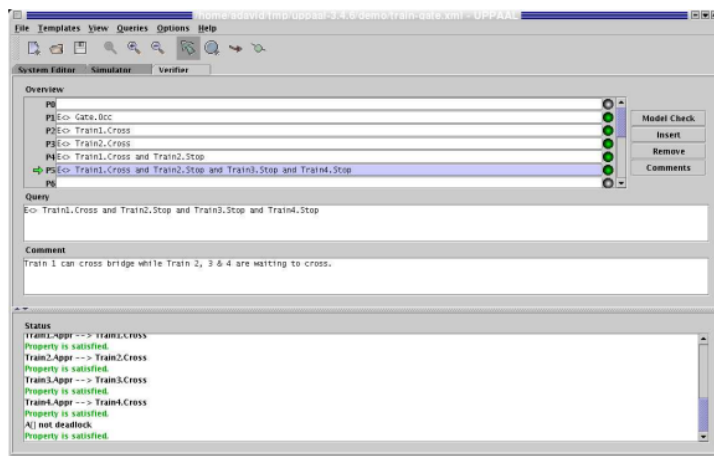 /home/adavid/tmp/uppaal-3.4.6/demo/train-gate.xml - UPPAAL
File Templates View Queries Options Help
System Editor Simulator Verifier
Overview
P0
P1 E<> Gate.Occ
P2 E<> Train1.Cross
P3 E<> Train2.Cross
P4 E<> Train1.Cross and Train2.Stop
P5 E<> Train1.Cross and Train2.Stop and Train3.Stop and Train4.Stop
P6
Model Check
Insert
Remove
Comments
Query
E<> Train1.Cross and Train2.Stop and Train3.Stop and Train4.Stop
Comment
Train 1 can cross bridge while Train 2, 3 & 4 are waiting to cross.
Status
Train1.Appr --> Train1.Cross
Property is satisfied.
Train2.Appr --> Train2.Cross
Property is satisfied.
Train3.Appr --> Train3.Cross
Property is satisfied.
Train4.Appr --> Train4.Cross
Property is satisfied.
A[] not deadlock
Property is satisfied.